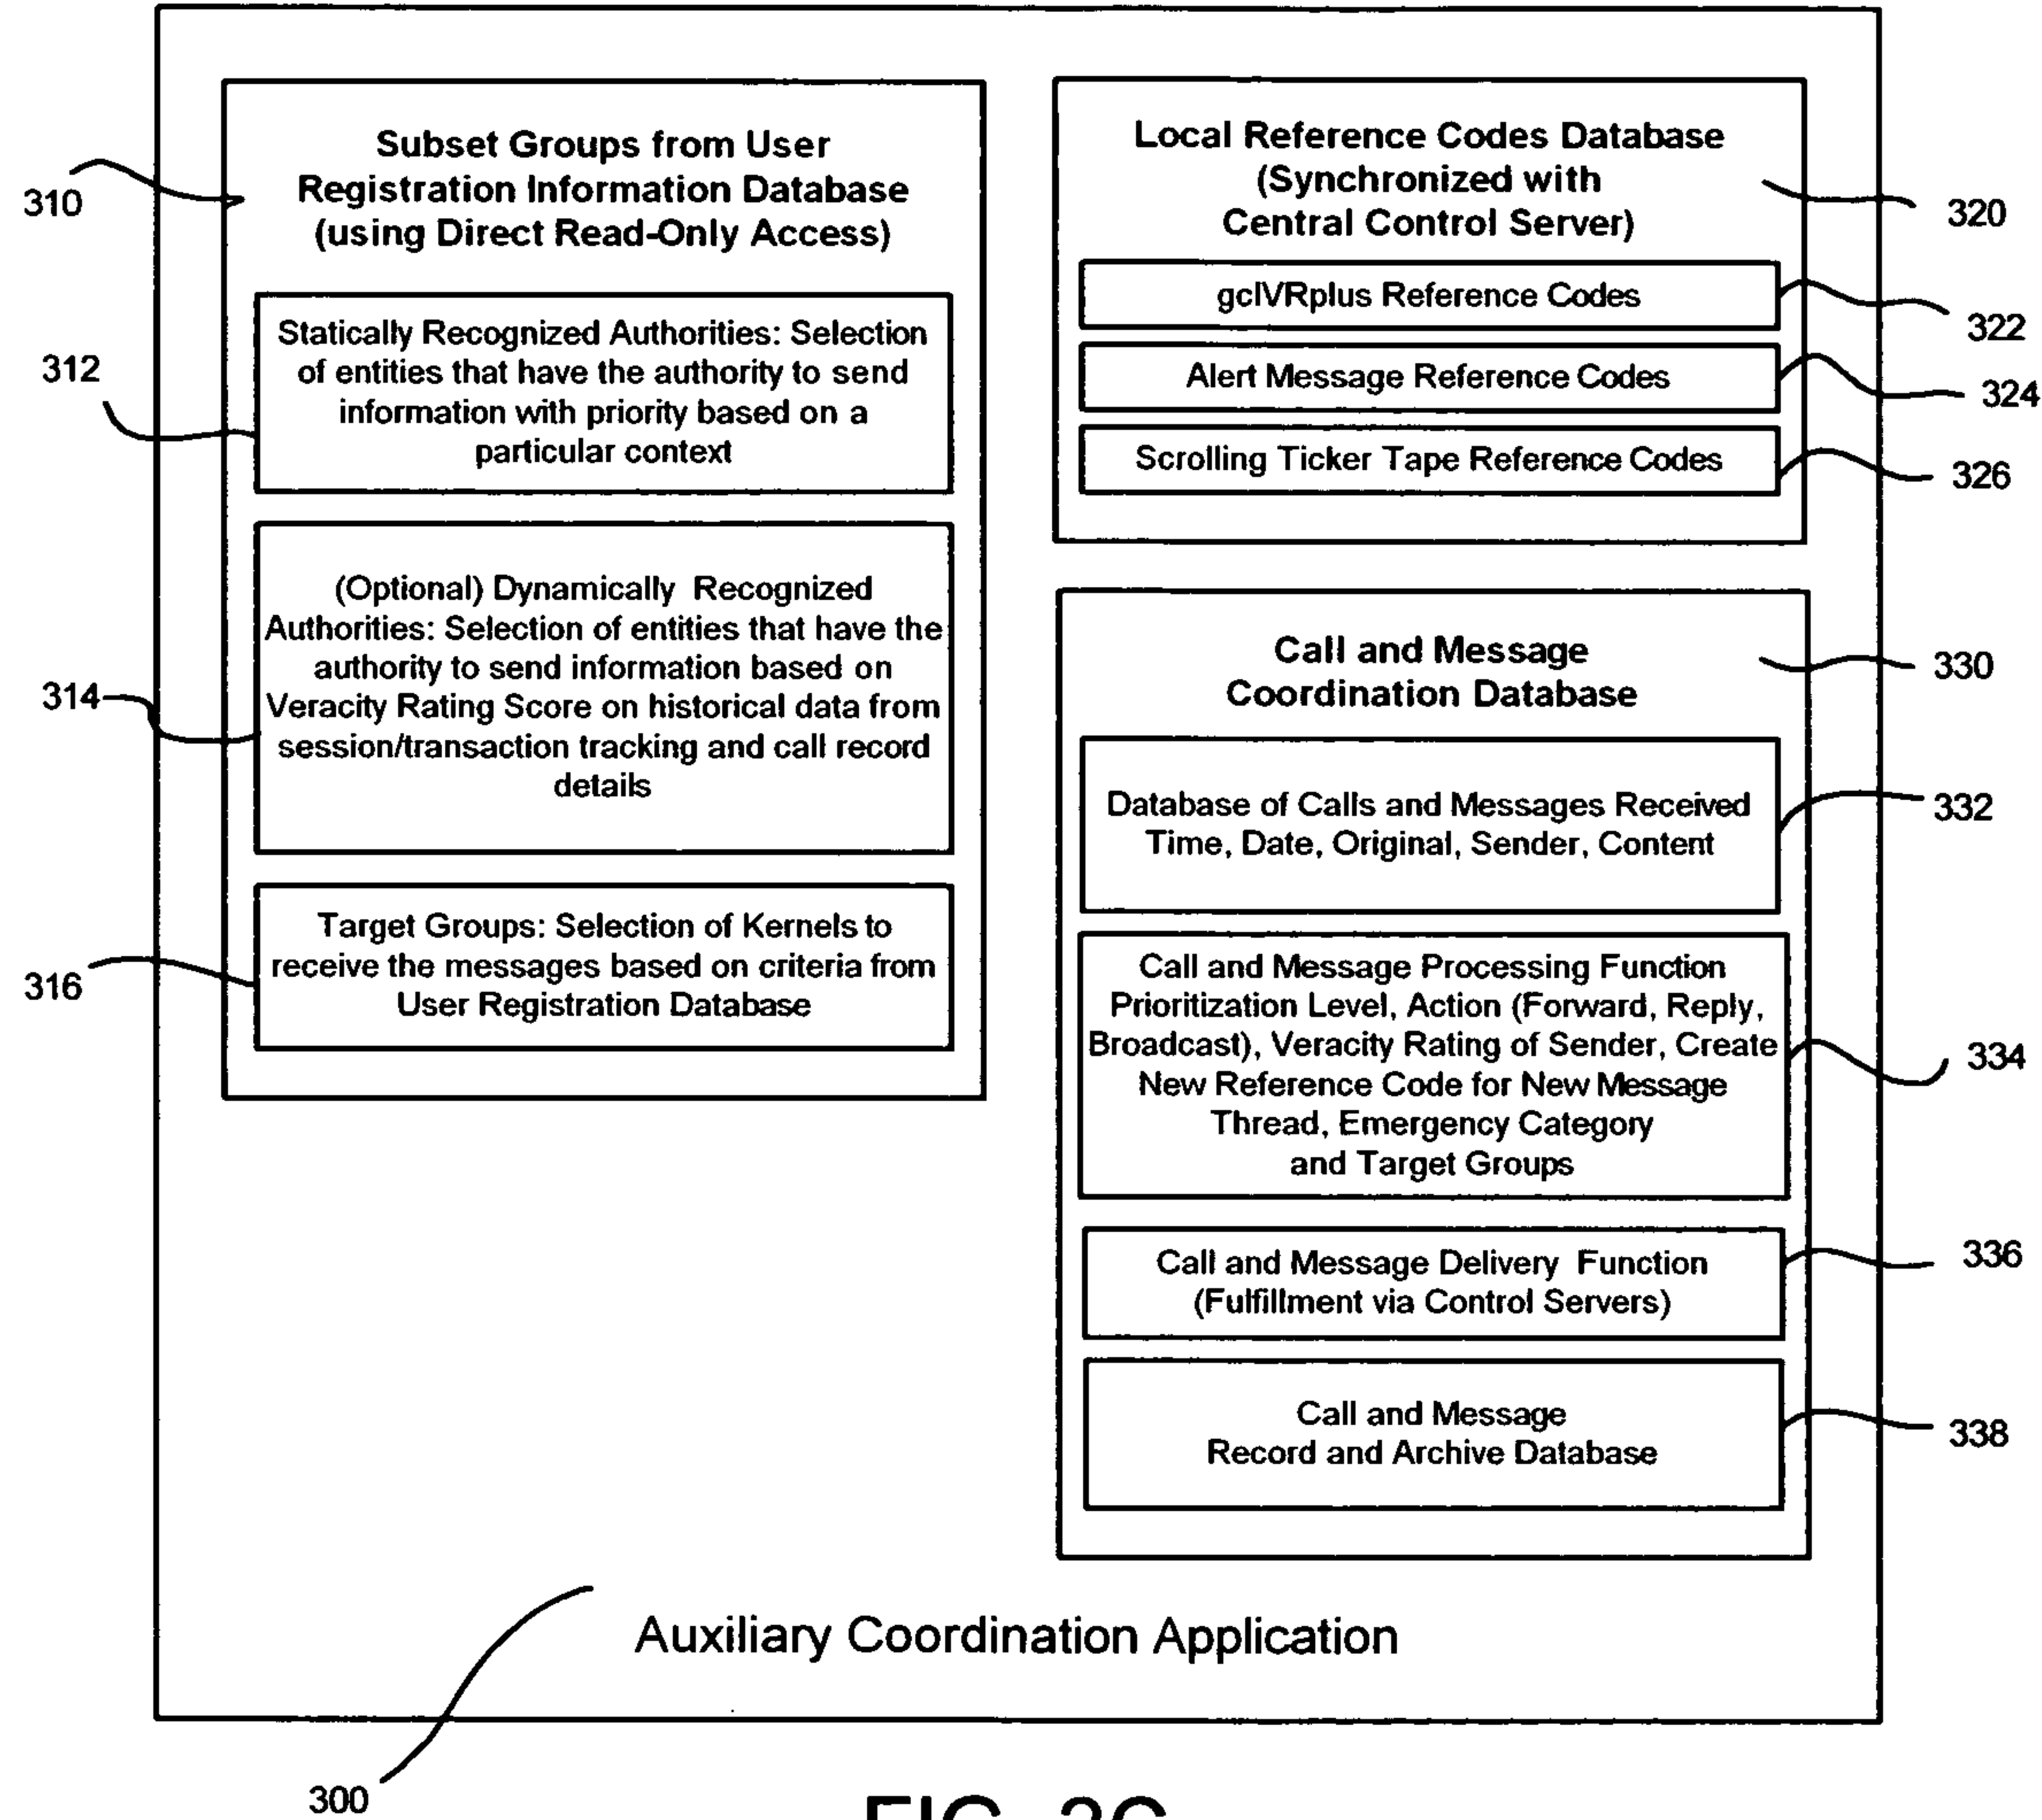 Subset Groups from User
Registration Information Database
(using Direct Read-Only Access)
310
Statically Recognized Authorities: Selection
of entities that have the authority to send
information with priority based on a
particular context
312
(Optional) Dynamically Recognized
Authorities: Selection of entities that have the
authority to send information based on
Veracity Rating Score on historical data from
session/transaction tracking and call record
details
314
Target Groups: Selection of Kernels to
receive the messages based on criteria from
User Registration Database
316
Local Reference Codes Database
(Synchronized with
Central Control Server)
320
gcIVRplus Reference Codes
322
Alert Message Reference Codes
324
Scrolling Ticker Tape Reference Codes
326
Call and Message
Coordination Database
330
Database of Calls and Messages Received
Time, Date, Original, Sender, Content
332
Call and Message Processing Function
Prioritization Level, Action (Forward, Reply,
Broadcast), Veracity Rating of Sender, Create
New Reference Code for New Message
Thread, Emergency Category
and Target Groups
334
Call and Message Delivery Function
(Fulfillment via Control Servers)
336
Call and Message
Record and Archive Database
338
Auxiliary Coordination Application
300